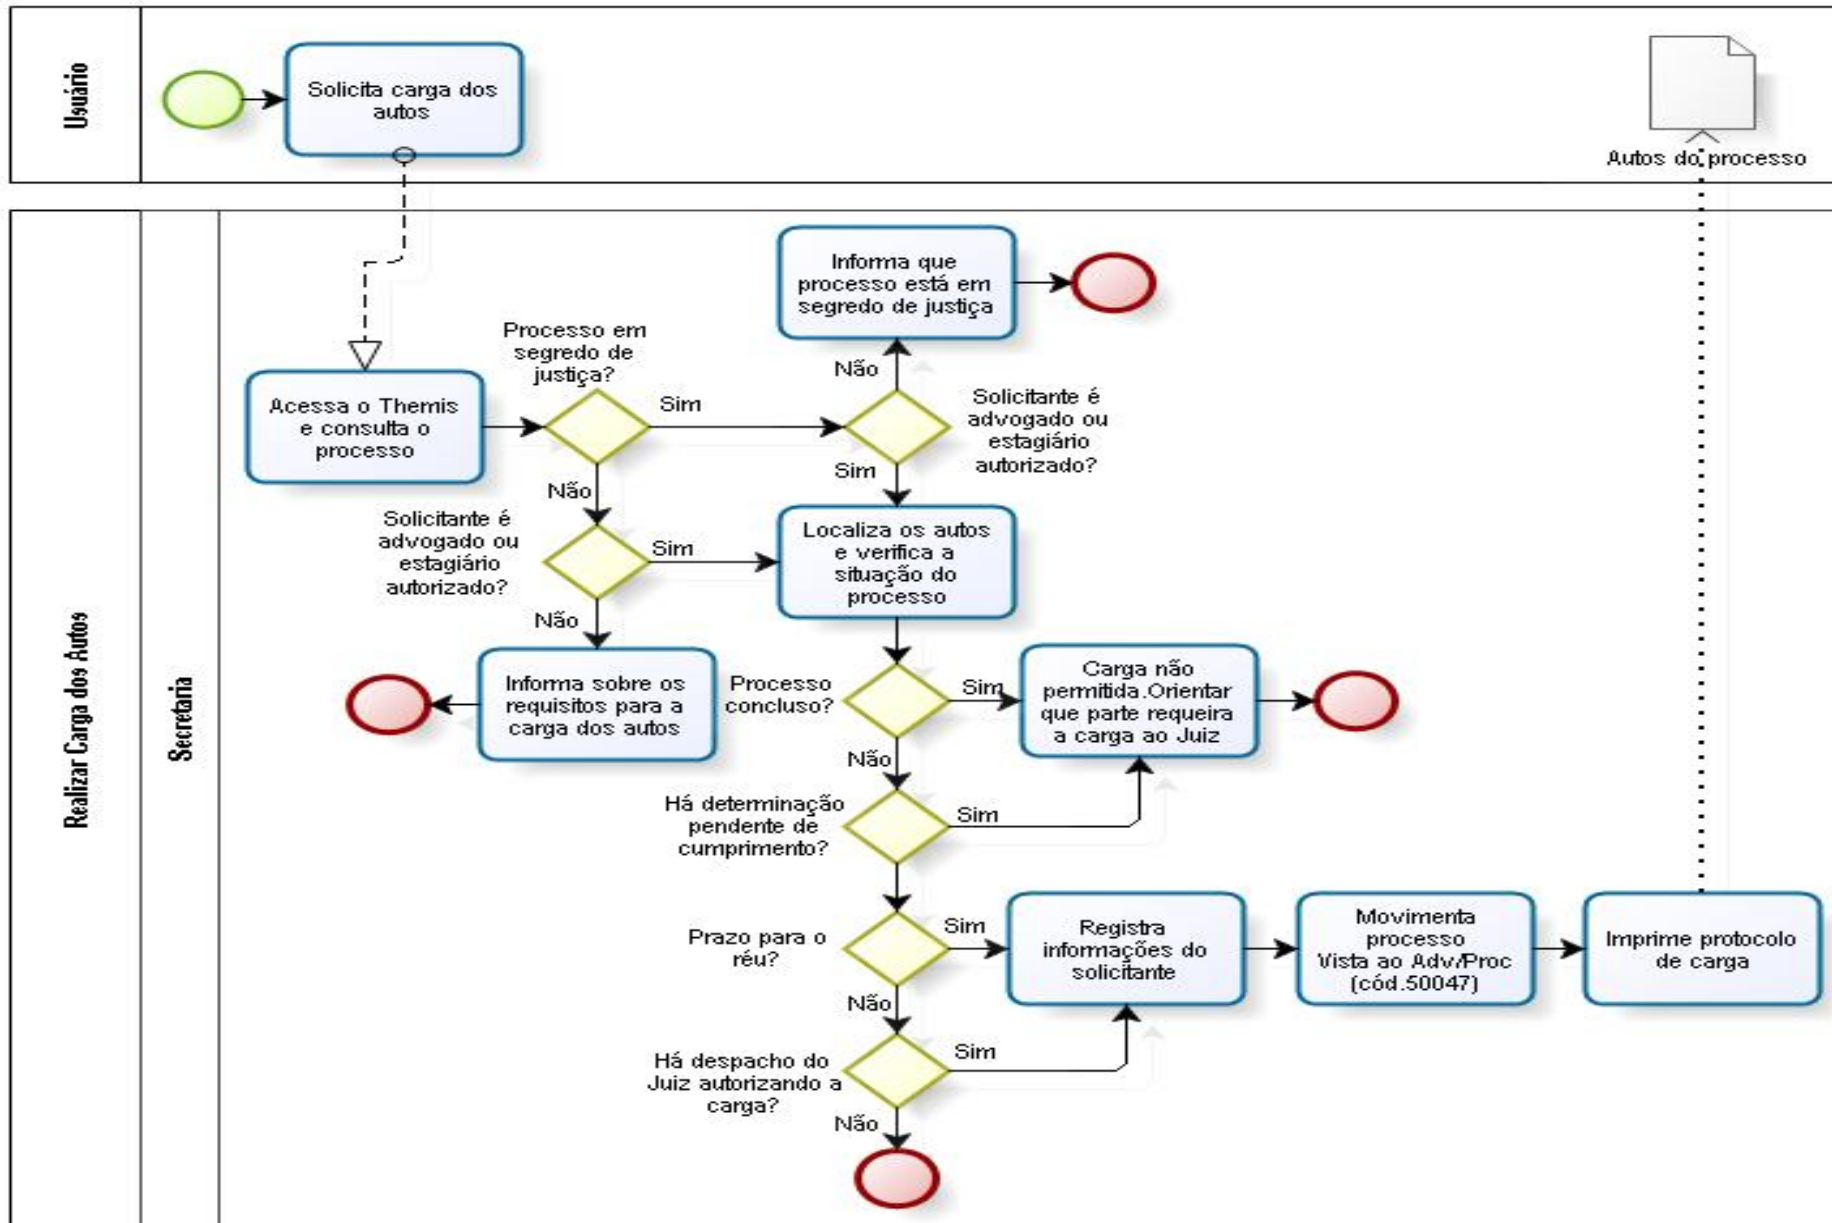 Usuário
Solicita carga dos
autos
Autos do processo
Realizar Carga dos Autos
Secretaria
Informa que
processo está em
segredo de justiça
Processo em
segredo de
justiça?
Não
Acessa o Themis
e consulta o
processo
Sim
Solicitante é
advogado ou
estagiário
autorizado?
Sim
Não
Solicitante é
advogado ou
estagiário
autorizado?
Sim
Localiza os autos
e verifica a
situação do
processo
Não
Informa sobre os
requisitos para a
carga dos autos
Processo
concluso?
Sim
Carga não
permitida.Orientar
que parte requeira
a carga ao Juiz
Não
Há determinação
pendente de
cumprimento?
Sim
Prazo para o
réu?
Sim
Registra
informações do
solicitante
Movimenta
processo
Vista ao Adv/Proc
(cód.50047)
Imprime protocolo
de carga
Não
Há despacho do
Juiz autorizando a
carga?
Sim
Não